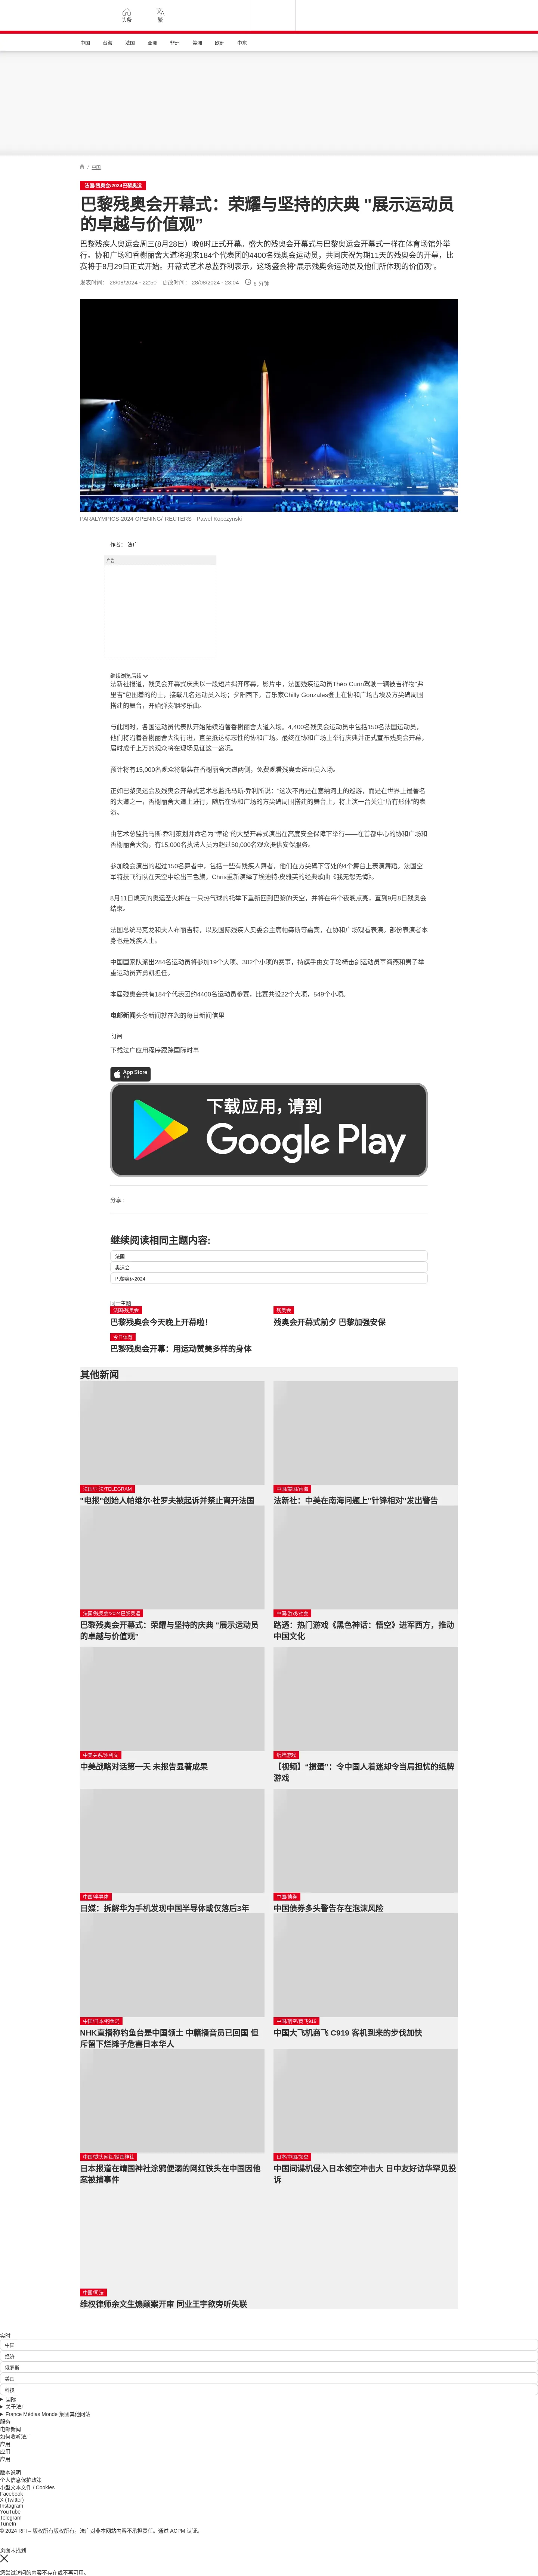 头条
繁
中国
台海
法国
亚洲
非洲
美洲
欧洲
中东
/ 中国
法国/残奥会/2024巴黎奥运
巴黎残奥会开幕式：荣耀与坚持的庆典 "展示运动员
的卓越与价值观”
巴黎残疾人奥运会周三(8月28日）晚8时正式开幕。盛大的残奥会开幕式与巴黎奥运会开幕式一样在体育场馆外举
行。协和广场和香榭丽舍大道将迎来184个代表团的4400名残奥会运动员，共同庆祝为期11天的残奥会的开幕，比
赛将于8月29日正式开始。开幕式艺术总监乔利表示，这场盛会将“展示残奥会运动员及他们所体现的价值观”。
发表时间： 28/08/2024 - 22:50 更改时间： 28/08/2024 - 23:04 6 分钟
PARALYMPICS-2024-OPENING/ REUTERS - Pawel Kopczynski
作者： 法广
广告
继续浏览后续
法新社报道，残奥会开幕式庆典以一段短片揭开序幕，影片中，法国残疾运动员Théo Curin驾驶一辆被吉祥物"弗
里吉"包围着的的士，接载几名运动员入场；夕阳西下，音乐家Chilly Gonzales登上在协和广场古埃及方尖碑周围
搭建的舞台，开始弹奏钢琴乐曲。
与此同时，各国运动员代表队开始陆续沿著香榭丽舍大道入场。4,400名残奥会运动员中包括150名法国运动员，
他们将沿着香榭丽舍大街行进，直至抵达标志性的协和广场。最终在协和广场上举行庆典并正式宣布残奥会开幕，
届时成千上万的观众将在现场见证这一盛况。
预计将有15,000名观众将聚集在香榭丽舍大道两侧，免费观看残奥会运动员入场。
正如巴黎奥运会及残奥会开幕式艺术总监托马斯·乔利所说：“这次不再是在塞纳河上的巡游，而是在世界上最著名
的大道之一，香榭丽舍大道上进行，随后在协和广场的方尖碑周围搭建的舞台上，将上演一台关注“所有形体”的表
演。
由艺术总监托马斯·乔利策划并命名为“悖论”的大型开幕式演出在高度安全保障下举行——在首都中心的协和广场和
香榭丽舍大街，有15,000名执法人员为超过50,000名观众提供安保服务。
参加晚会演出的超过150名舞者中，包括一些有残疾人舞者，他们在方尖碑下等处的4个舞台上表演舞蹈。法国空
军特技飞行队在天空中绘出三色旗，Chris重新演绎了埃迪特·皮雅芙的经典歌曲《我无怨无悔》。
8月11日熄灭的奥运圣火将在一只热气球的托举下重新回到巴黎的天空，并将在每个夜晚点亮，直到9月8日残奥会
结束。
法国总统马克龙和夫人布丽吉特，以及国际残疾人奥委会主席帕森斯等嘉宾，在协和广场观看表演。部份表演者本
身也是残疾人士。
中国国家队派出284名运动员将参加19个大项、302个小项的赛事，持旗手由女子轮椅击剑运动员辜海燕和男子举
重运动员齐勇凯担任。
本届残奥会共有184个代表团约4400名运动员参赛，比赛共设22个大项，549个小项。
电邮新闻头条新闻就在您的每日新闻信里
订阅
下载法广应用程序跟踪国际时事
App Store
下载
下载应用，请到
Google Play
分享 :
继续阅读相同主题内容:
法国
奥运会
巴黎奥运2024
同一主题
法国/残奥会
巴黎残奥会今天晚上开幕啦！
残奥会
残奥会开幕式前夕 巴黎加强安保
今日体育
巴黎残奥会开幕：用运动赞美多样的身体
其他新闻
法国/司法/TELEGRAM
"电报"创始人帕维尔·杜罗夫被起诉并禁止离开法国
中国/美国/南海
法新社：中美在南海问题上"针锋相对"发出警告
法国/残奥会/2024巴黎奥运
巴黎残奥会开幕式：荣耀与坚持的庆典 "展示运动员
的卓越与价值观”
中国/游戏/社会
路透：热门游戏《黑色神话：悟空》进军西方，推动
中国文化
中美关系/沙利文
中美战略对话第一天 未报告显著成果
纸牌游戏
【视频】“掼蛋”：令中国人着迷却令当局担忧的纸牌
游戏
中国/半导体
日媒：拆解华为手机发现中国半导体或仅落后3年
中国/债券
中国债券多头警告存在泡沫风险
中国/日本/钓鱼岛
NHK直播称钓鱼台是中国领土 中籍播音员已回国 但
斥留下烂摊子危害日本华人
中国/航空/商飞919
中国大飞机商飞 C919 客机到来的步伐加快
中国/铁头网红/靖国神社
日本报道在靖国神社涂鸦便溺的网红铁头在中国因他
案被捕事件
日本/中国/领空
中国间谍机侵入日本领空冲击大 日中友好访华罕见投
诉
中国/司法
维权律师余文生煽颠案开审 同业王宇欲旁听失联
实时
中国
经济
俄罗斯
美国
科技
国际
关于法广
France Médias Monde 集团其他网站
服务
电邮新闻
如何收听法广
应用
应用
应用
版本说明
个人信息保护政策
小型文本文件 / Cookies
Facebook
X (Twitter)
Instagram
YouTube
Telegram
TuneIn
© 2024 RFI – 版权所有版权所有。法广对非本网站内容不承担责任。通过 ACPM 认证。
页面未找到
您尝试访问的内容不存在或不再可用。